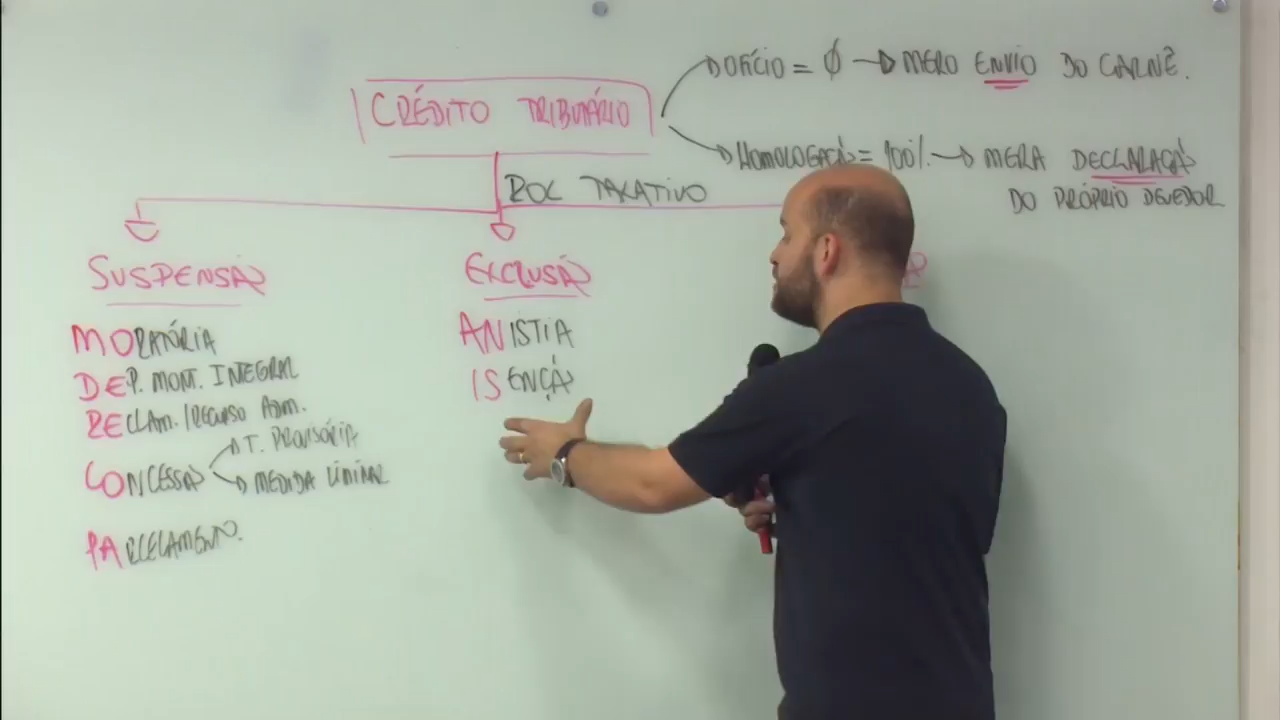 CRÉDITO TRIBUTÁRIO
OFÍCIO = Ø → MERO ENVIO DO CARNÊ.
HOMOLOGAÇÃO = 100% → MERA DECLARAÇÃO
DO PRÓPRIO DEVEDOR
ROL TAXATIVO
SUSPENSÃO
MORATÓRIA
DEP. MONT. INTEGRAL
RECLAM./RECURSO ADM.
CONCESSÃO → T. PROVISÓRIA
→ MEDIDA LIMINAR
PARCELAMENTO.
EXCLUSÃO
ANISTIA
ISENÇÃO